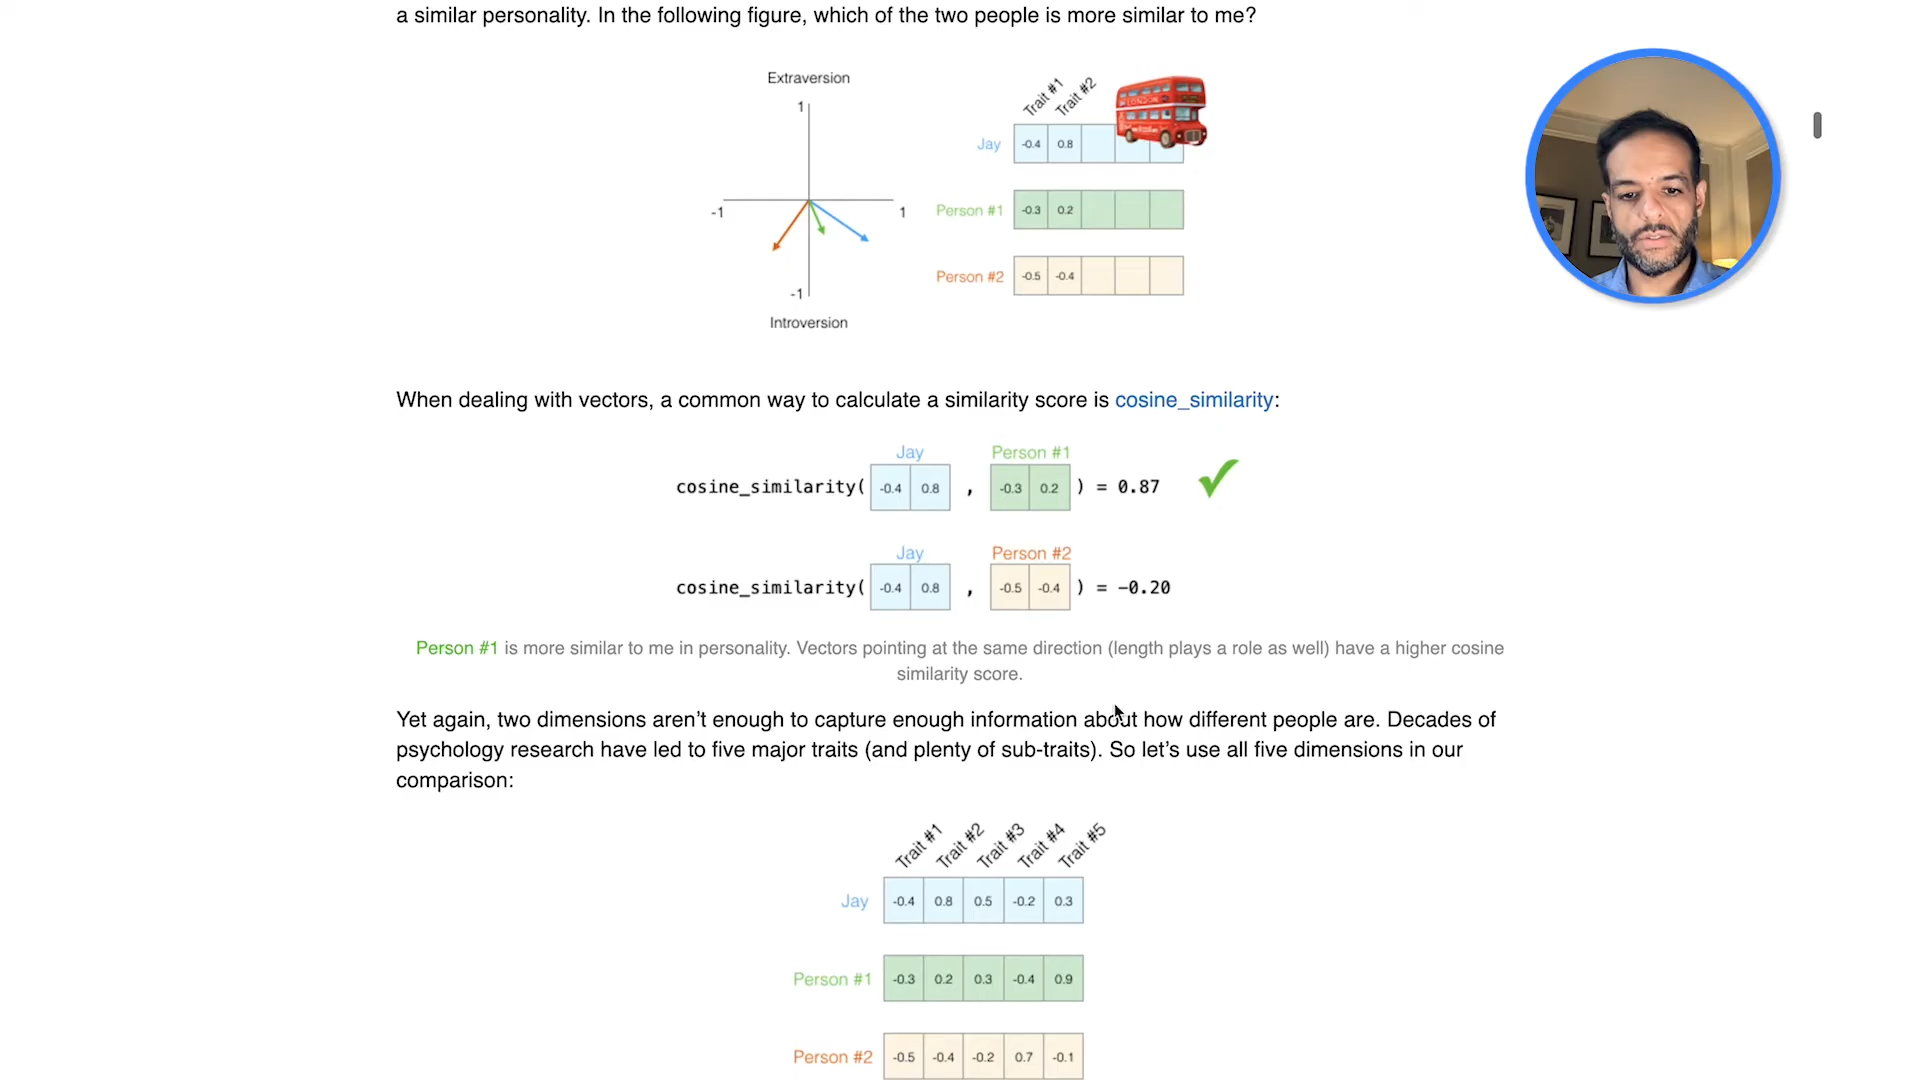 a similar personality. In the following figure, which of the two people is more similar to me?
Extraversion
1
-1
1
-1
Introversion
Trait #1 Trait #2
LONDON
Jay -0.4 0.8
Person #1 -0.3 0.2
Person #2 -0.5 -0.4
When dealing with vectors, a common way to calculate a similarity score is cosine_similarity:
Jay Person #1
cosine_similarity( -0.4 0.8 , -0.3 0.2 ) = 0.87
Jay Person #2
cosine_similarity( -0.4 0.8 , -0.5 -0.4 ) = -0.20
Person #1 is more similar to me in personality. Vectors pointing at the same direction (length plays a role as well) have a higher cosine
similarity score.
Yet again, two dimensions aren’t enough to capture enough information about how different people are. Decades of
psychology research have led to five major traits (and plenty of sub-traits). So let’s use all five dimensions in our
comparison:
Trait #1 Trait #2 Trait #3 Trait #4 Trait #5
Jay -0.4 0.8 0.5 -0.2 0.3
Person #1 -0.3 0.2 0.3 -0.4 0.9
Person #2 -0.5 -0.4 -0.2 0.7 -0.1